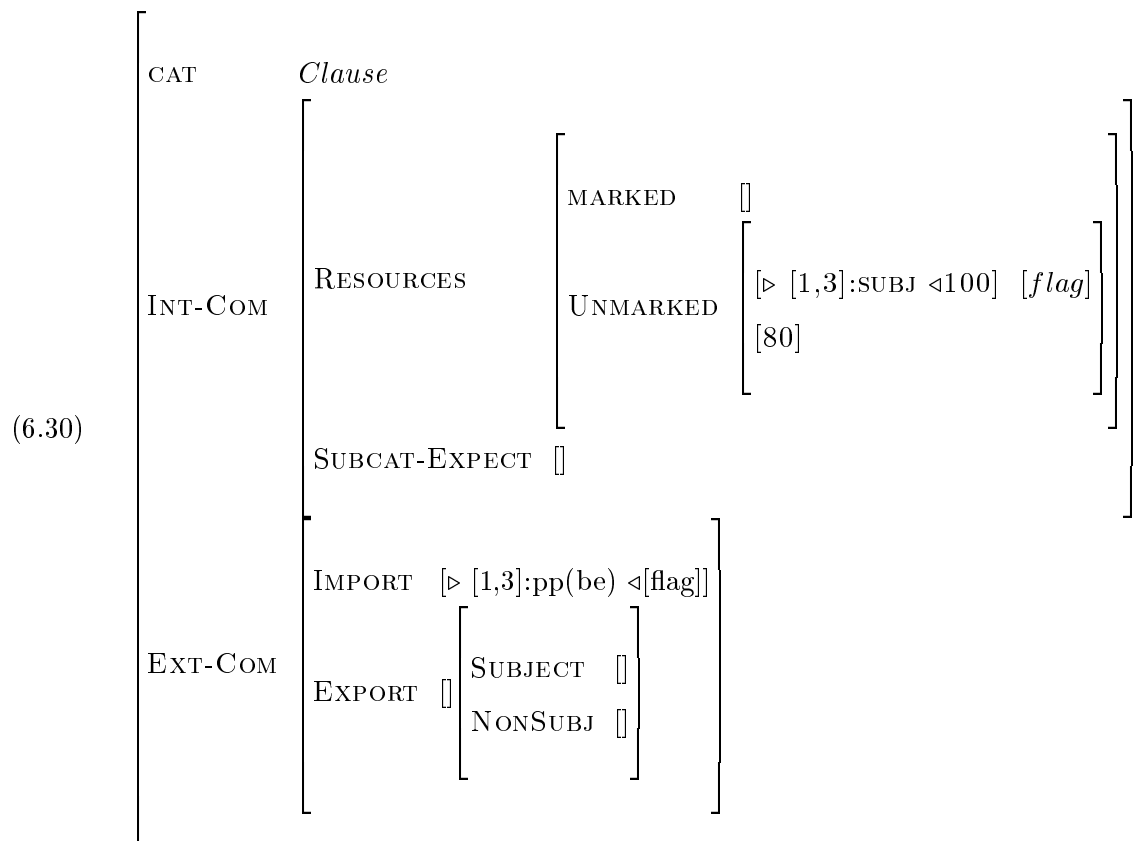 CAT Clause
MARKED []
RESOURCES
[▹ [1,3]:SUBJ ◃100] [flag]
INT-COM
UNMARKED
[80]
(6.30)
SUBCAT-EXPECT []
IMPORT [▹ [1,3]:pp(be) ◃[flag]]
EXT-COM
SUBJECT []
EXPORT []
NONSUBJ []